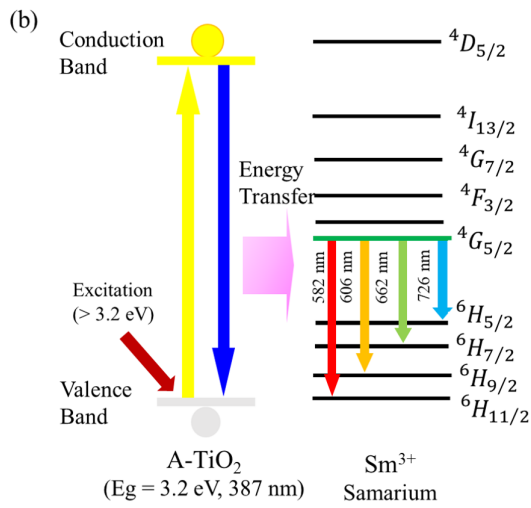 (b)
Conduction
Band
Energy
Transfer
Excitation
(> 3.2 eV)
Valence
Band
A-TiO₂
(Eg = 3.2 eV, 387 nm)
⁴D₅/₂
⁴I₁₃/₂
⁴G₇/₂
⁴F₃/₂
⁴G₅/₂
582 nm
606 nm
662 nm
726 nm
⁶H₅/₂
⁶H₇/₂
⁶H₉/₂
⁶H₁₁/₂
Sm³⁺
Samarium